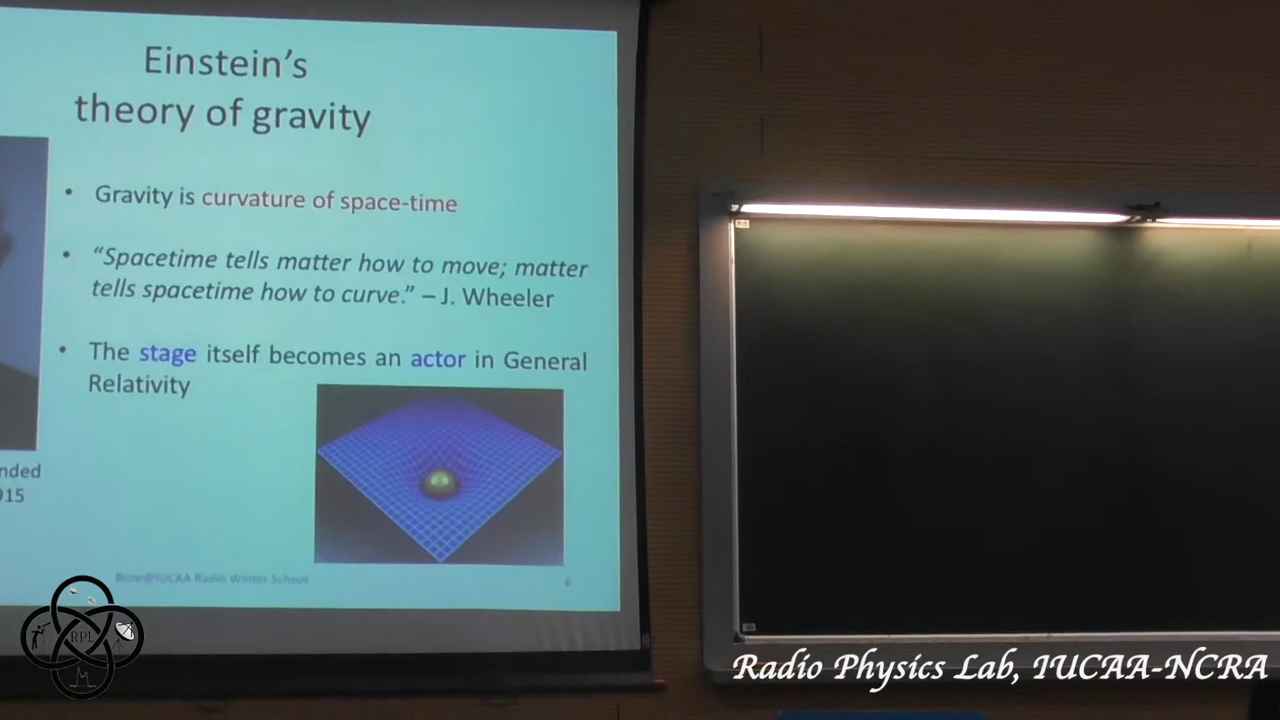 Einstein's
theory of gravity
• Gravity is curvature of space-time
• "Spacetime tells matter how to move; matter
tells spacetime how to curve." – J. Wheeler
• The stage itself becomes an actor in General
Relativity
nded
915
Bose@IUCAA Radio Winter School
6
RPL
Radio Physics Lab, IUCAA-NCRA